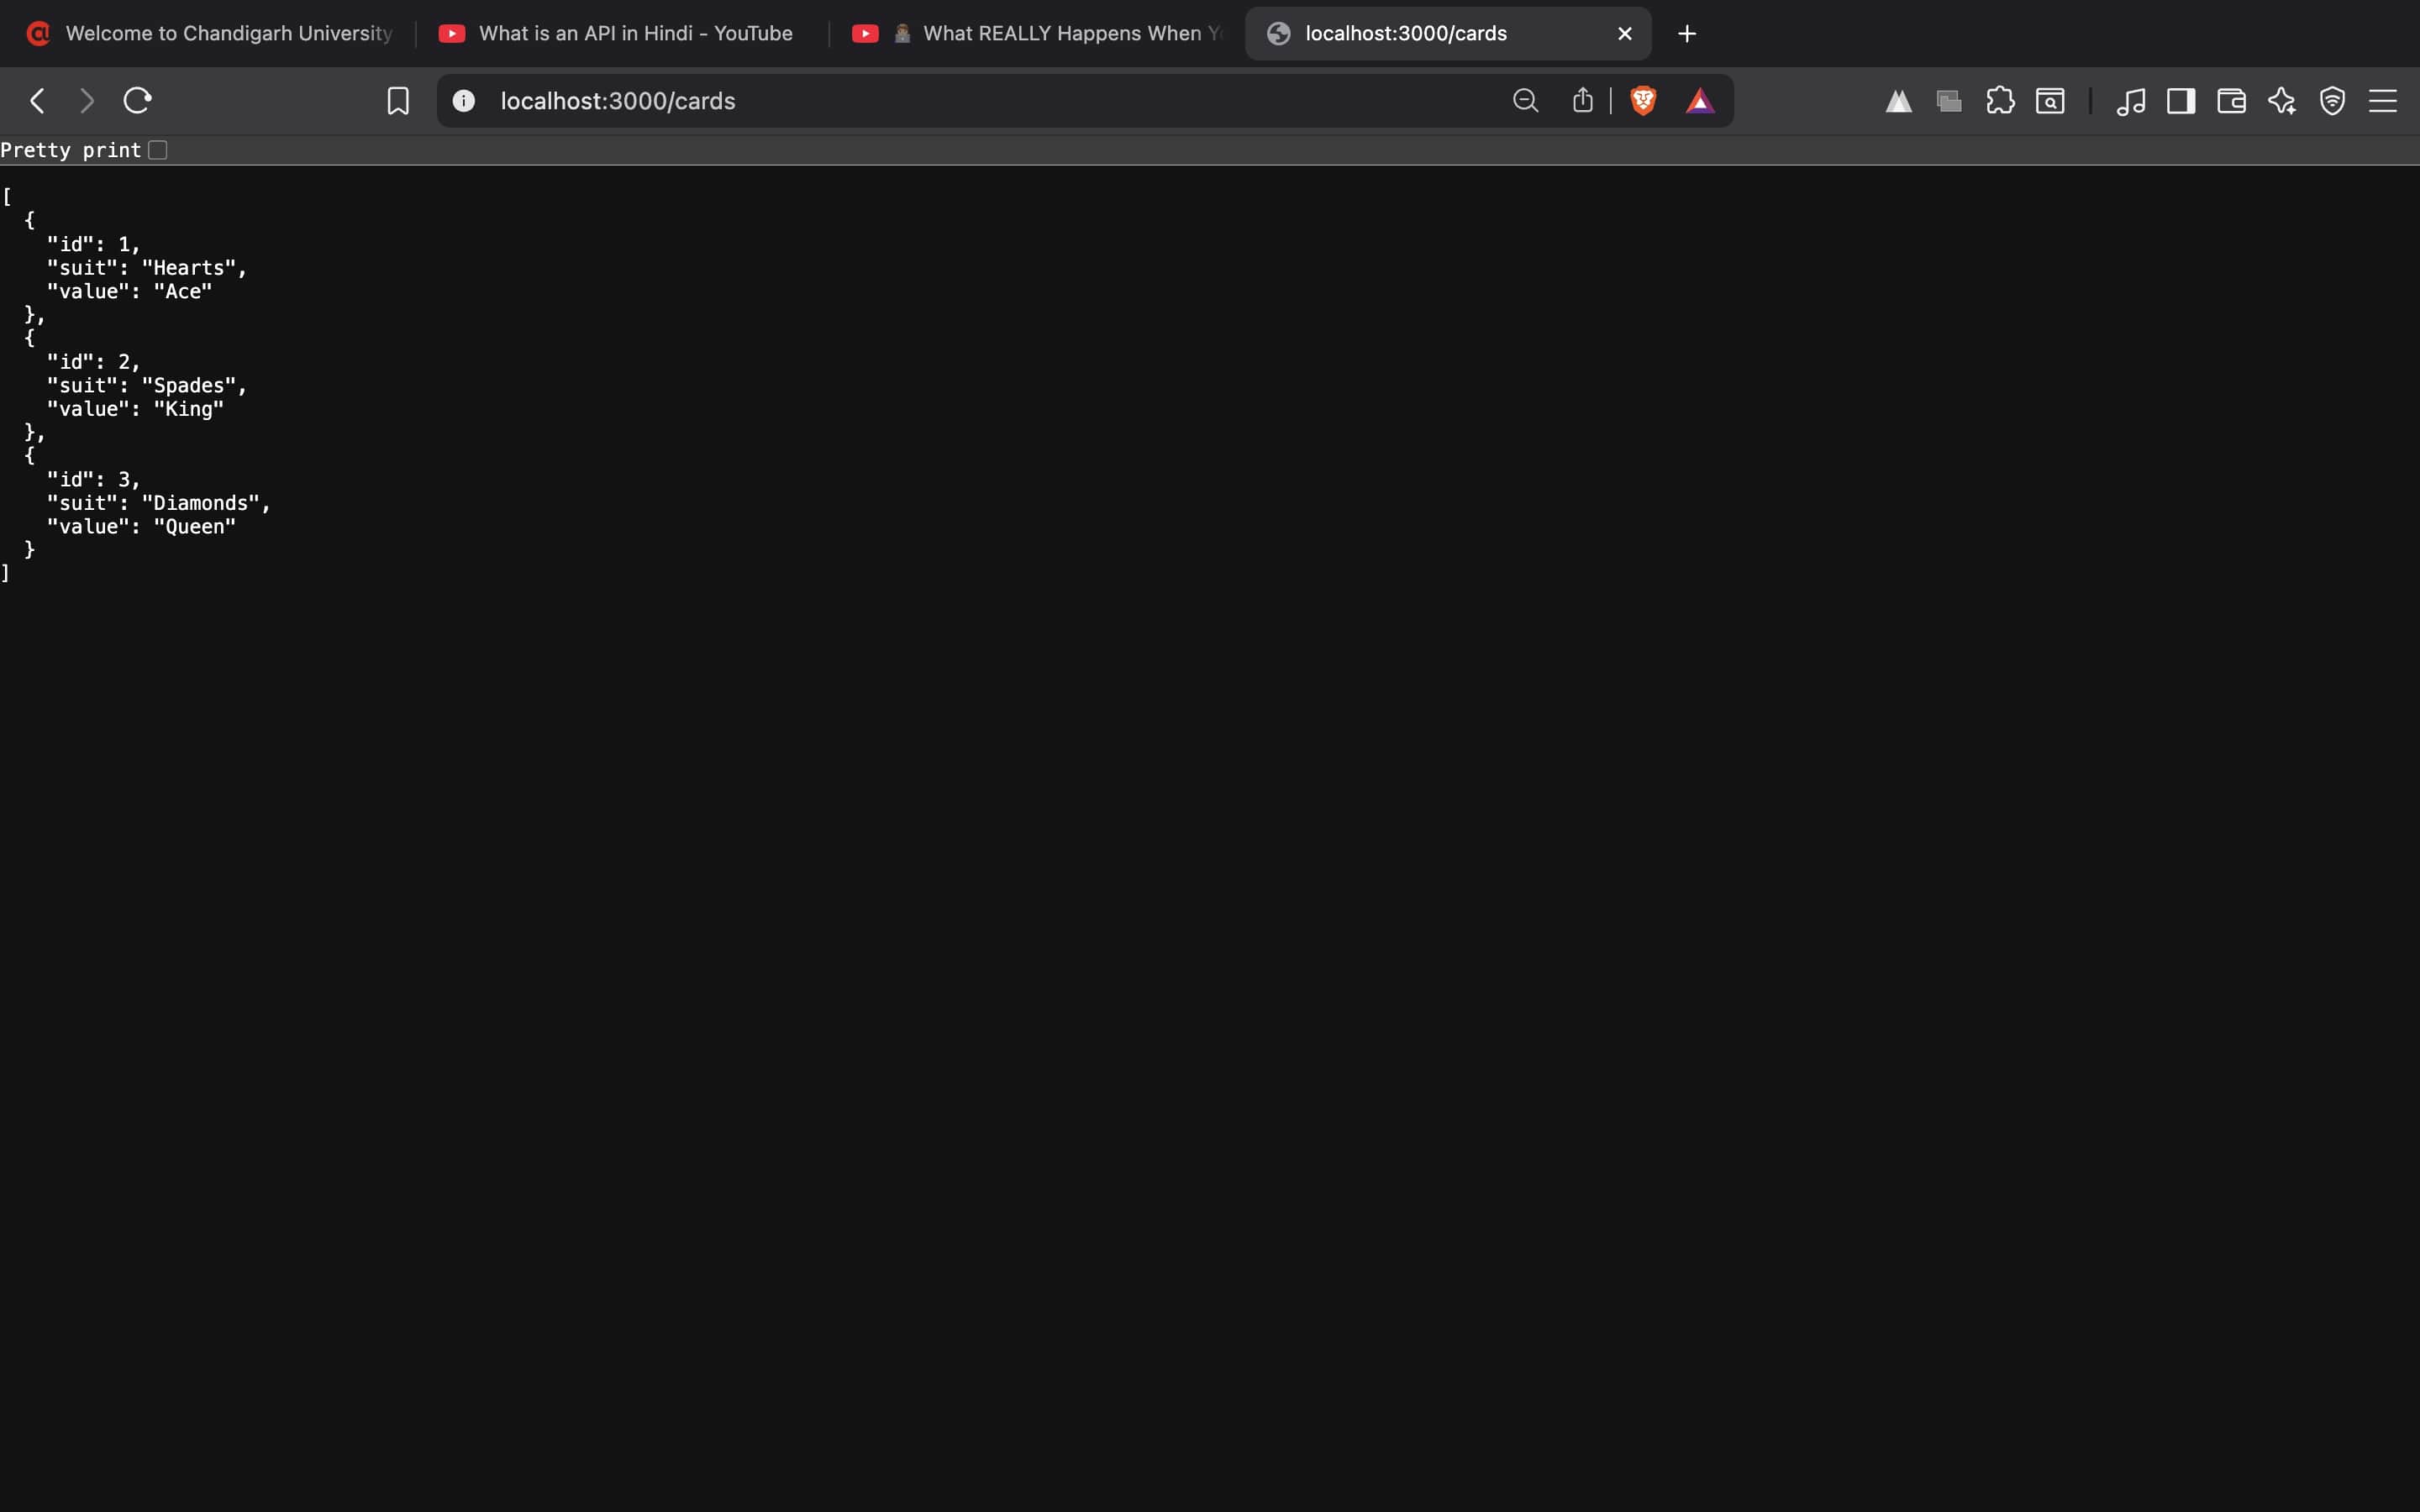 Welcome to Chandigarh University
What is an API in Hindi - YouTube
What REALLY Happens When
localhost:3000/cards
localhost:3000/cards
Pretty print
[
  {
    "id": 1,
    "suit": "Hearts",
    "value": "Ace"
  },
  {
    "id": 2,
    "suit": "Spades",
    "value": "King"
  },
  {
    "id": 3,
    "suit": "Diamonds",
    "value": "Queen"
  }
]